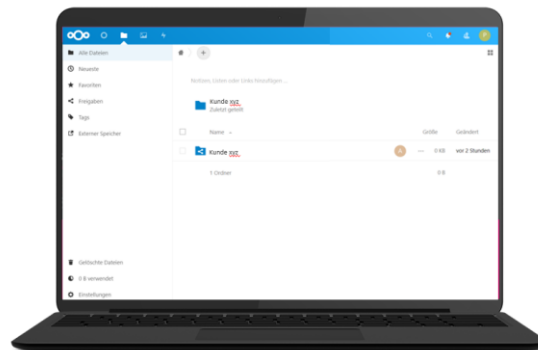 Alle Dateien
Neueste
Favoriten
Freigaben
Tags
Externer Speicher
Notizen, Listen oder Links hinzufügen ...
Kunde xyz
Zuletzt geteilt
Name
Größe
Geändert
Kunde xyz
A
0 KB
vor 2 Stunden
1 Ordner
0 B
Gelöschte Dateien
0 B verwendet
Einstellungen